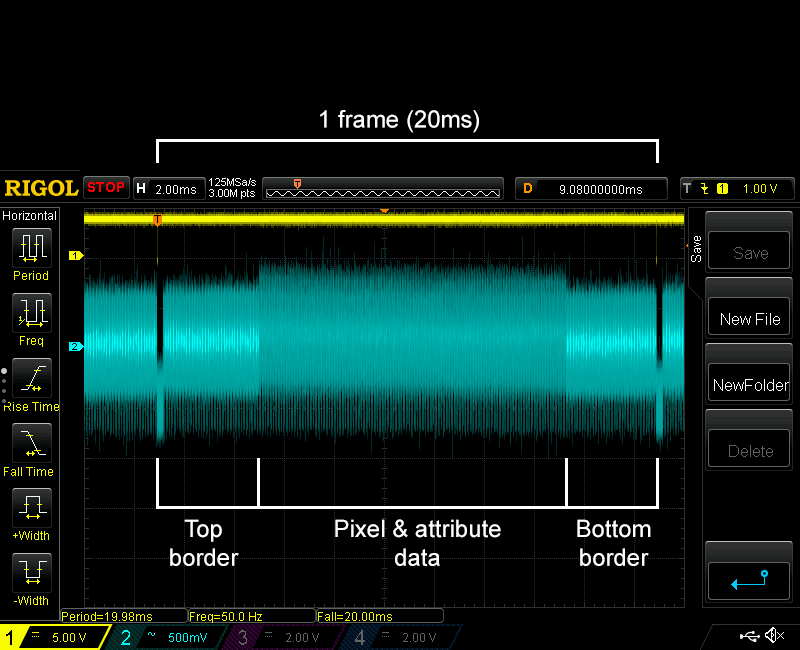 1 frame (20ms)
RIGOL STOP H 2.00ms 125MSa/s 3.00M pts T D 9.08000000ms T 1 1.00 V
Horizontal
T
Save
Save
1
Period
New File
Freq
2
NewFolder
Rise Time
Delete
Fall Time
Top border
Pixel & attribute data
Bottom border
+Width
-Width
Period=19.98ms Freq=50.0 Hz Fall=20.00ms
1 5.00 V 2 500mV 3 2.00 V 4 2.00 V